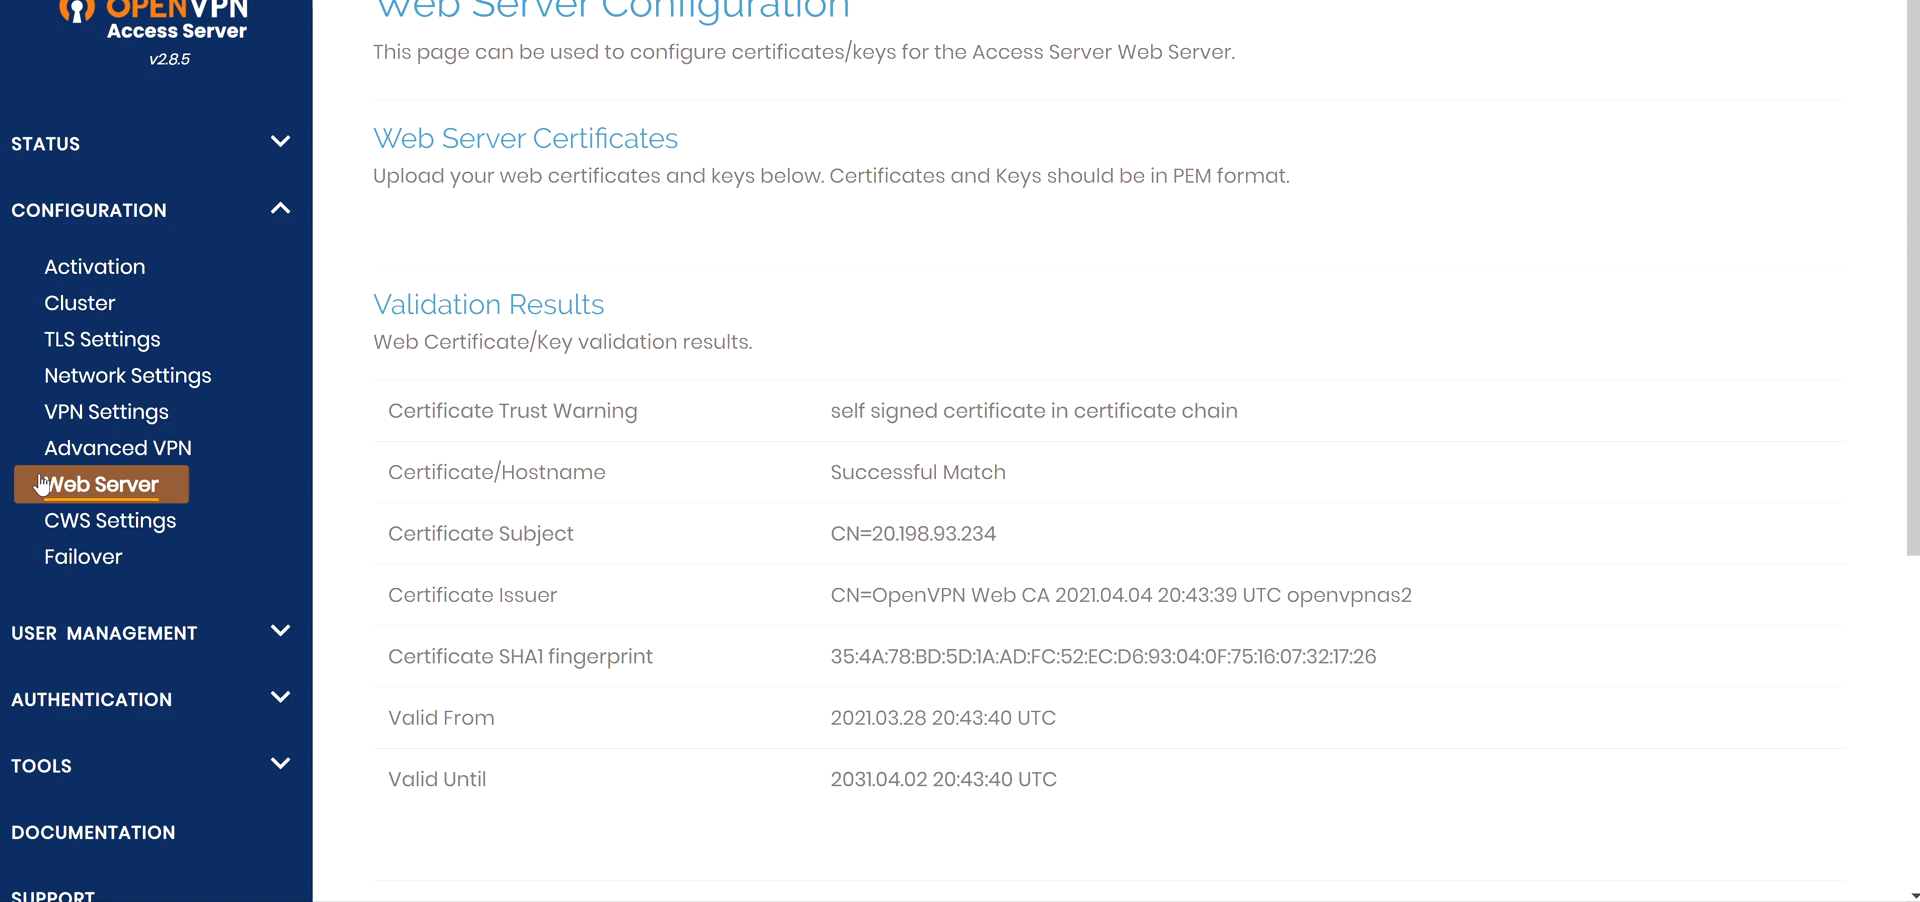 OPENVPN
Access Server
v2.8.5
STATUS
CONFIGURATION
Activation
Cluster
TLS Settings
Network Settings
VPN Settings
Advanced VPN
Web Server
CWS Settings
Failover
USER MANAGEMENT
AUTHENTICATION
TOOLS
DOCUMENTATION
SUPPORT
Web Server Configuration
This page can be used to configure certificates/keys for the Access Server Web Server.
Web Server Certificates
Upload your web certificates and keys below. Certificates and Keys should be in PEM format.
Validation Results
Web Certificate/Key validation results.
Certificate Trust Warning self signed certificate in certificate chain
Certificate/Hostname Successful Match
Certificate Subject CN=20.198.93.234
Certificate Issuer CN=OpenVPN Web CA 2021.04.04 20:43:39 UTC openvpnas2
Certificate SHA1 fingerprint 35:4A:78:BD:5D:1A:AD:FC:52:EC:D6:93:04:0F:75:16:07:32:17:26
Valid From 2021.03.28 20:43:40 UTC
Valid Until 2031.04.02 20:43:40 UTC